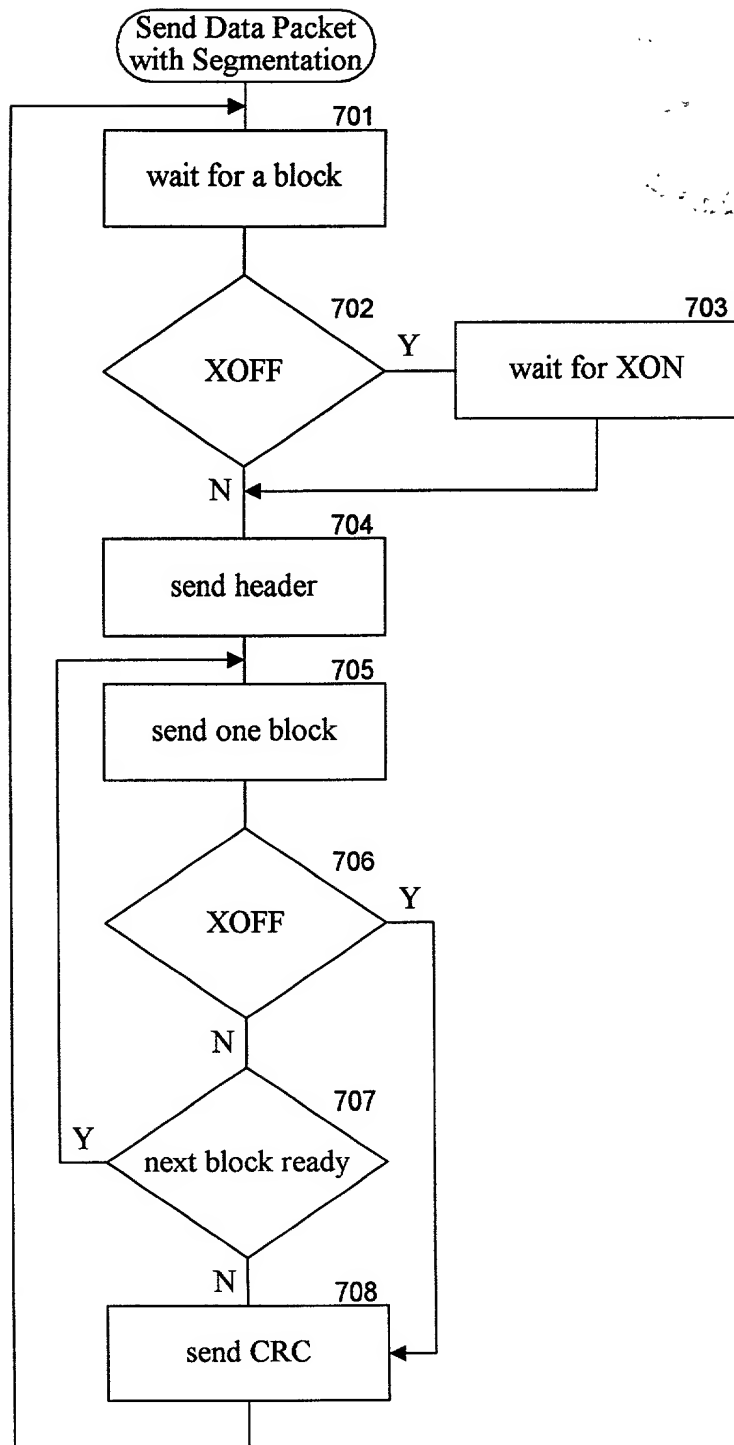 Send Data Packet
with Segmentation
701
wait for a block
702
XOFF
Y
703
wait for XON
N
704
send header
705
send one block
706
XOFF
Y
N
707
Y
next block ready
N
708
send CRC